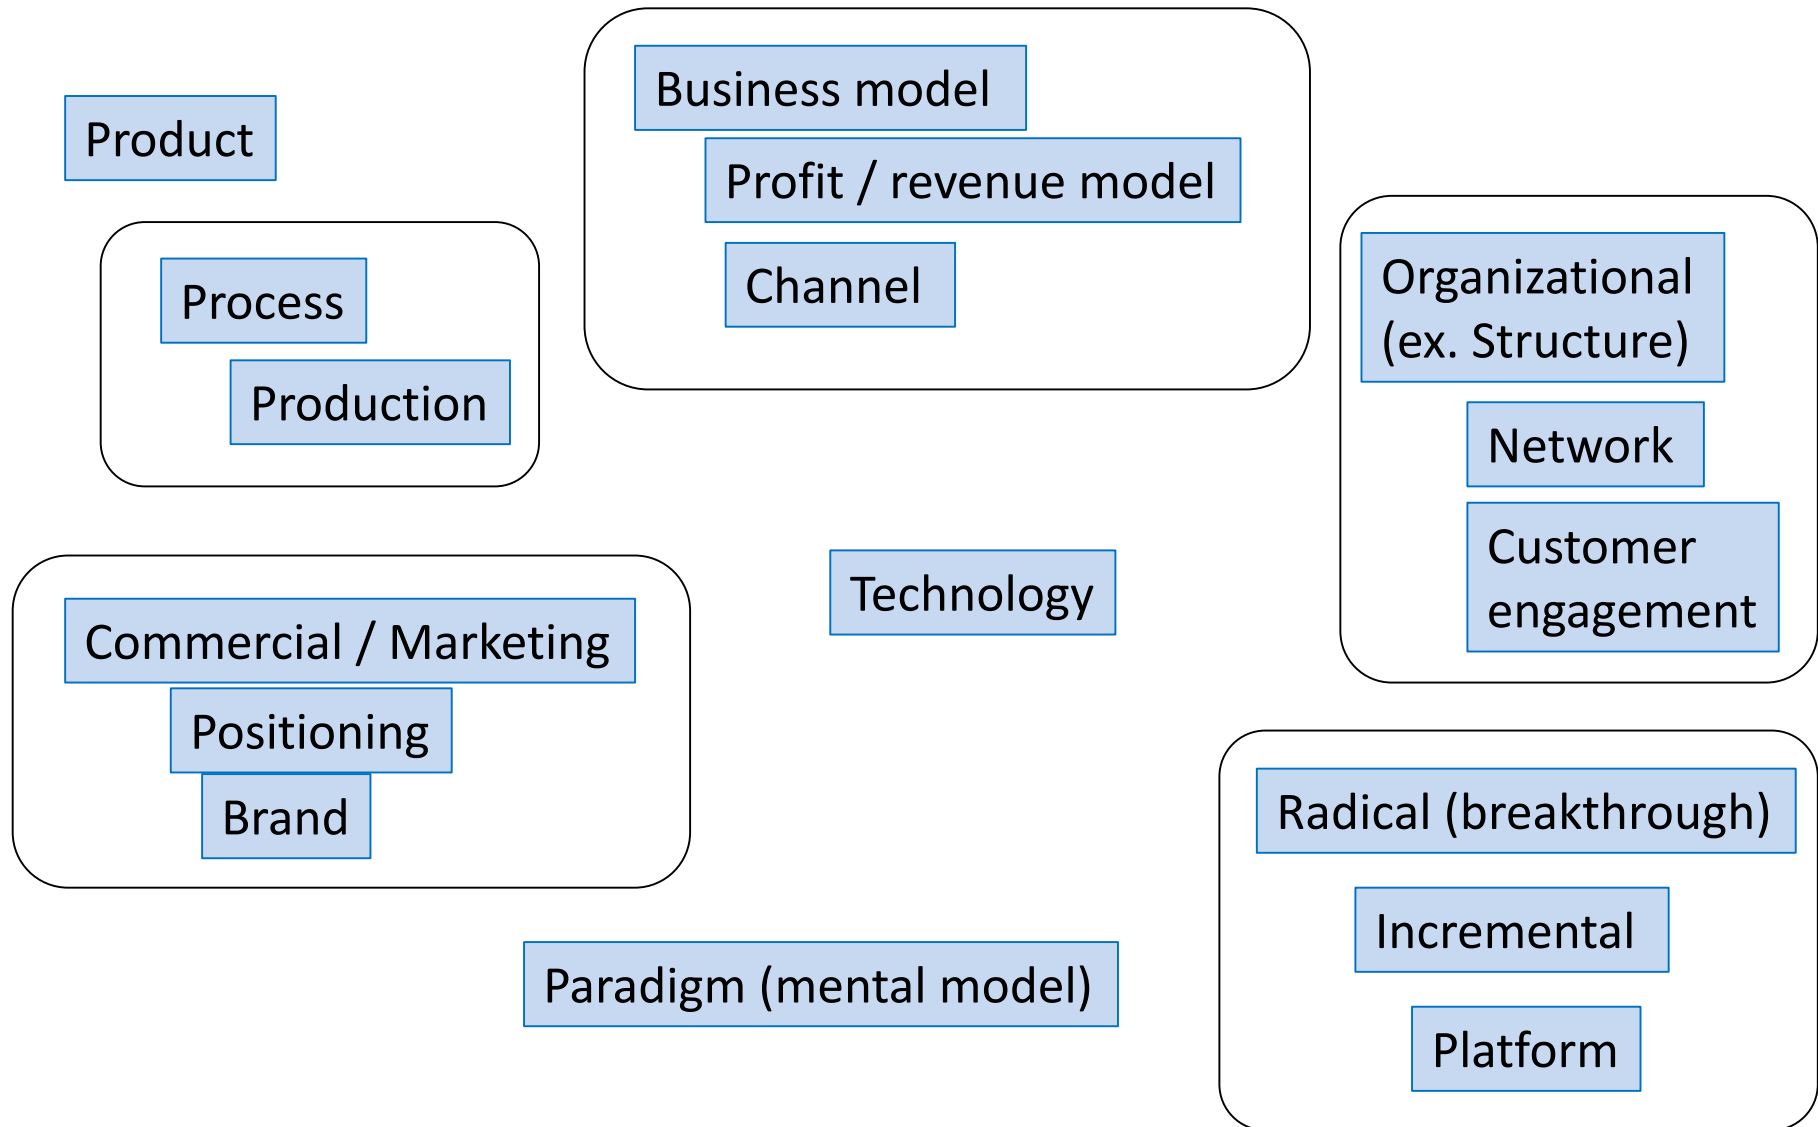 Product
Business model
Profit / revenue model
Channel
Process
Production
Organizational
(ex. Structure)
Network
Customer
engagement
Technology
Commercial / Marketing
Positioning
Brand
Radical (breakthrough)
Incremental
Platform
Paradigm (mental model)